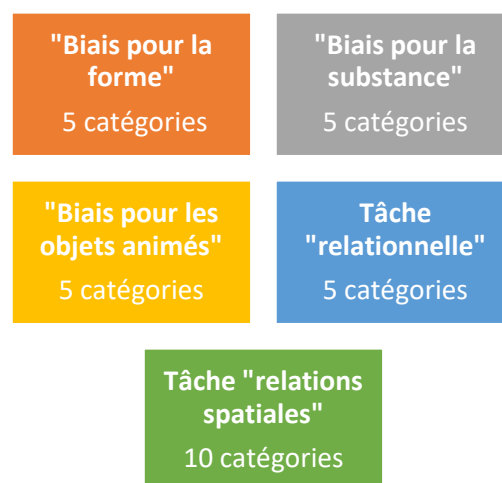 "Biais pour la
forme"
5 catégories
"Biais pour la
substance"
5 catégories
"Biais pour les
objets animés"
5 catégories
Tâche
"relationnelle"
5 catégories
Tâche "relations
spatiales"
10 catégories